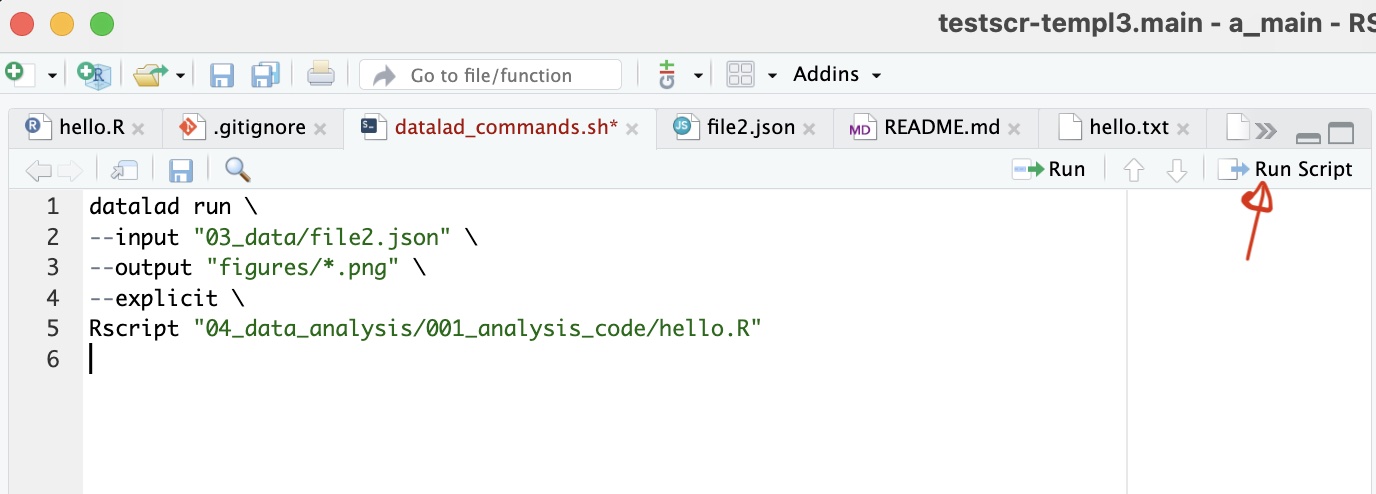 testscr-templ3.main - a_main - RS
Go to file/function
Addins
hello.R
.gitignore
datalad_commands.sh*
MD
README.md
file2.json
hello.txt
Run
Run Script
1 datalad run \
2 --input "03_data/file2.json" \
3 --output "figures/*.png" \
4 --explicit \
5 Rscript "04_data_analysis/001_analysis_code/hello.R"
6